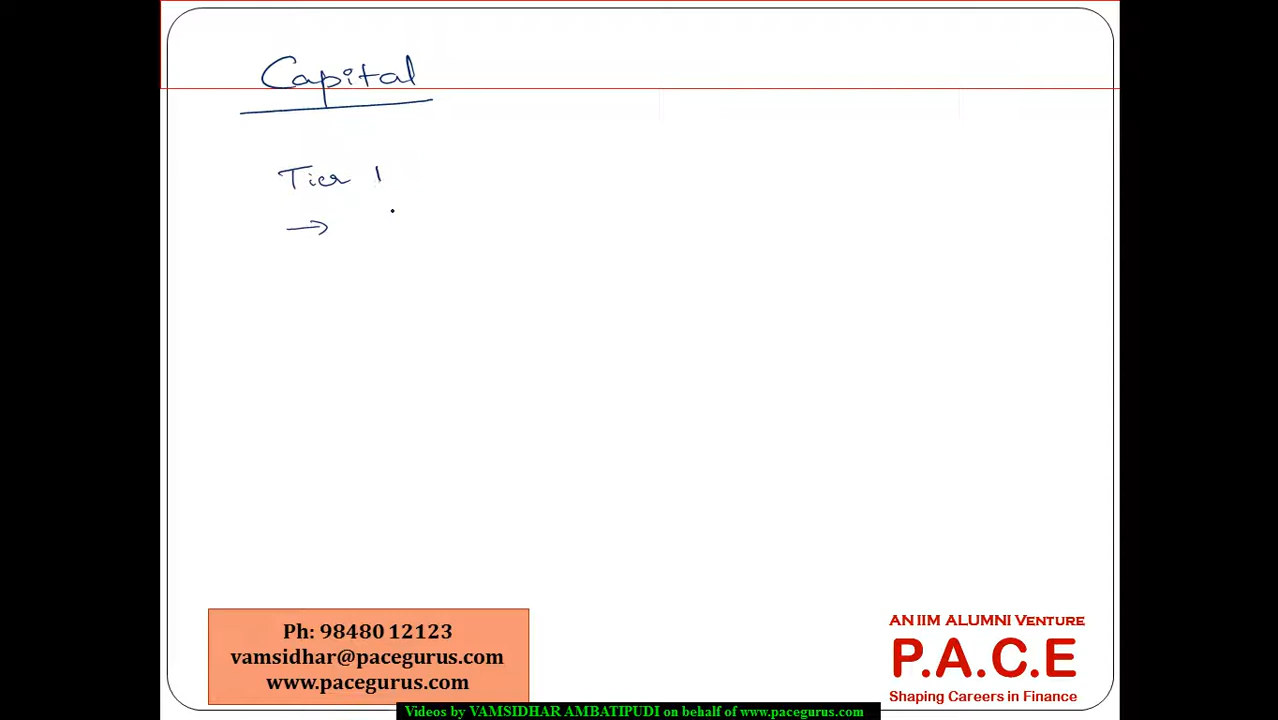 Capital
Tier 1
→
Ph: 98480 12123
vamsidhar@pacegurus.com
www.pacegurus.com
AN IIM ALUMNI VENTURE
P.A.C.E
Shaping Careers in Finance
Videos by VAMSIDHAR AMBATIPUDI on behalf of www.pacegurus.com